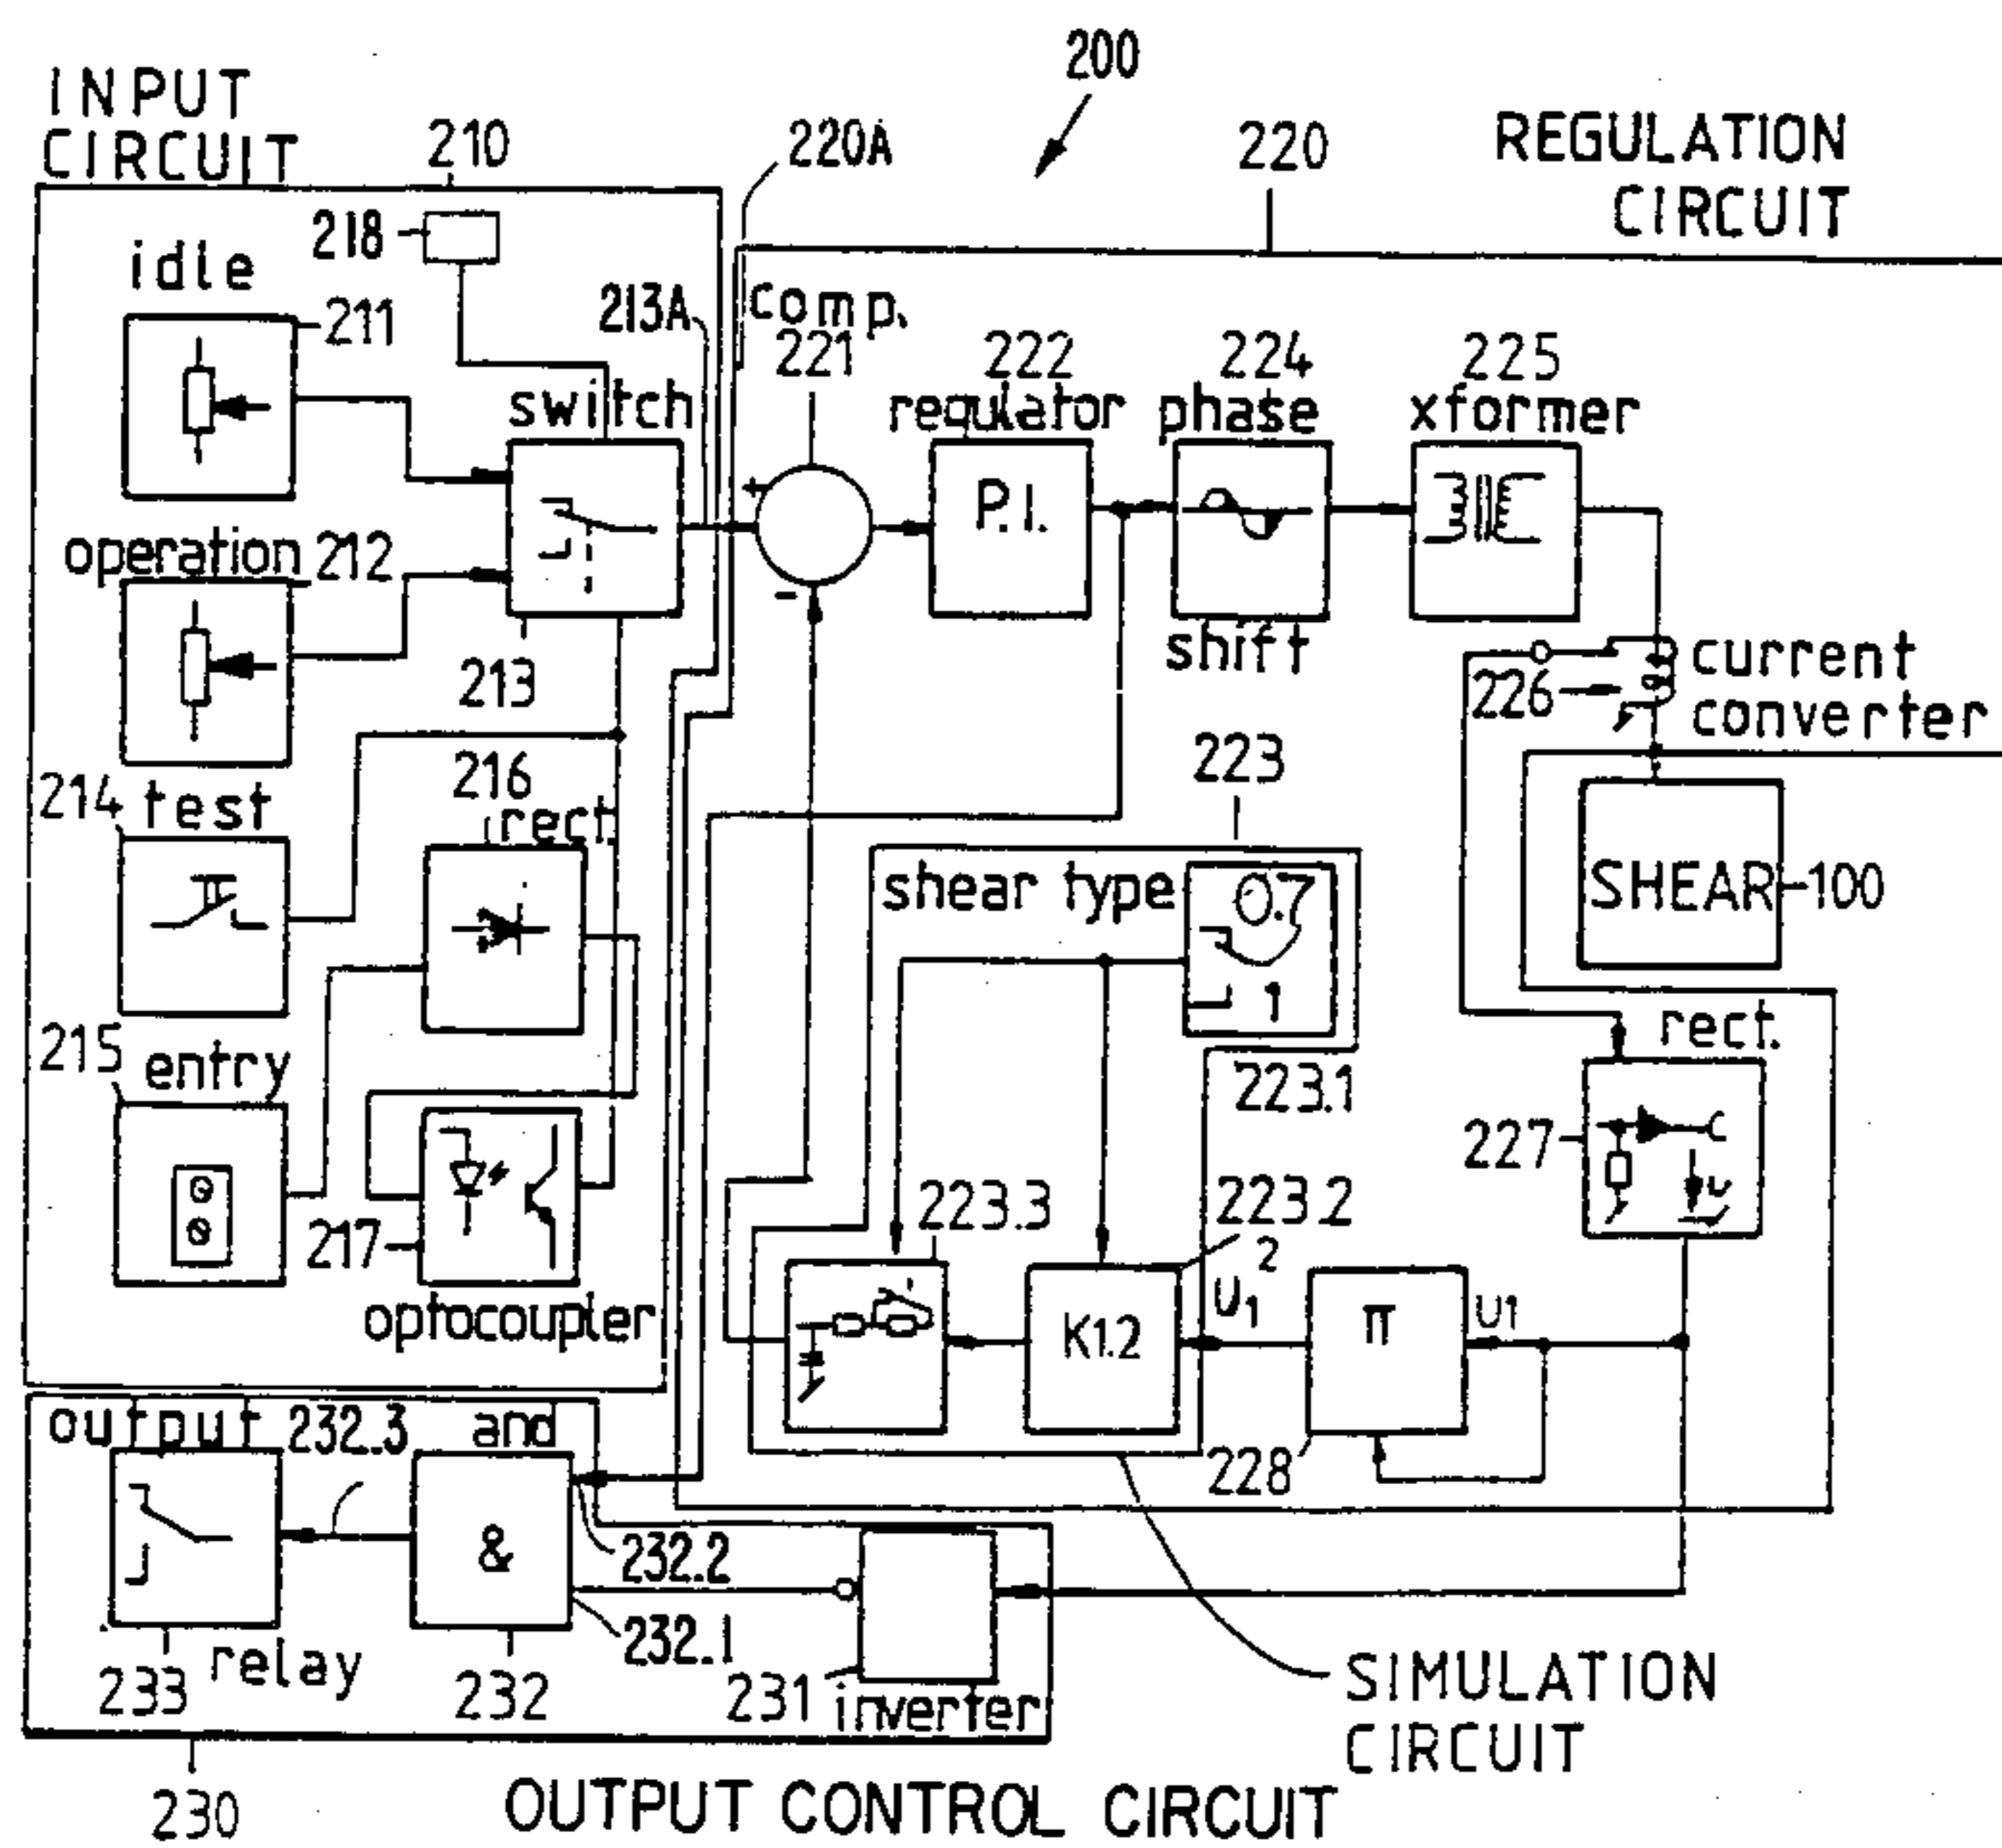 200
INPUT
CIRCUIT
210
220A
220
REGULATION
CIRCUIT
218
idle
211
213A
comp.
221
222
224
225
switch
regulator
phase
xformer
+
P.I.
operation 212
-
shift
213
226
current
converter
214 test
216
rect.
223
shear type
0.7
1
SHEAR
100
215
entry
223.1
rect.
227
u
217
optocoupler
223.3
223.2
K1.2
U₁²
π
U1
228
output
232.3
and
&
232.2
232.1
233
relay
232
231
inverter
SIMULATION
CIRCUIT
230
OUTPUT CONTROL CIRCUIT